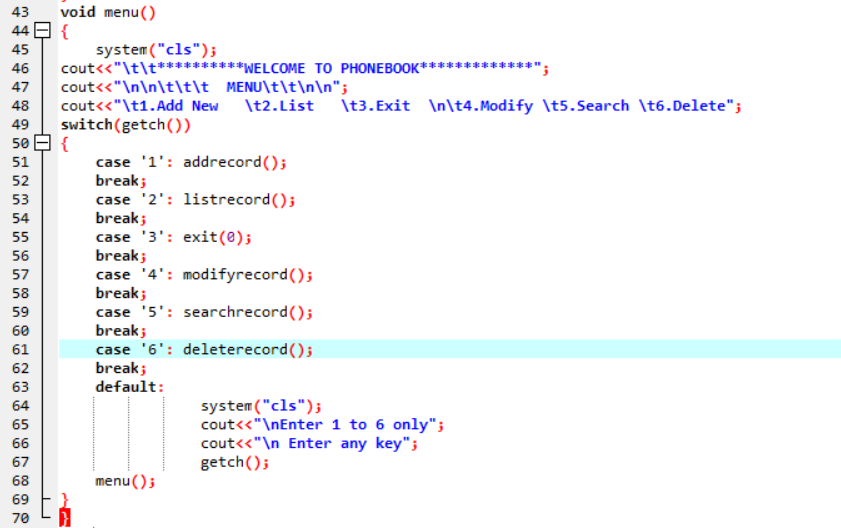 43 void menu()
44 {
45 system("cls");
46 cout<<"\t\t**********WELCOME TO PHONEBOOK*************";
47 cout<<"\n\n\t\t\t  MENU\t\t\n\n";
48 cout<<"\t1.Add New   \t2.List   \t3.Exit  \n\t4.Modify \t5.Search \t6.Delete";
49 switch(getch())
50 {
51 case '1': addrecord();
52 break;
53 case '2': listrecord();
54 break;
55 case '3': exit(0);
56 break;
57 case '4': modifyrecord();
58 break;
59 case '5': searchrecord();
60 break;
61 case '6': deleterecord();
62 break;
63 default:
64 system("cls");
65 cout<<"\nEnter 1 to 6 only";
66 cout<<"\n Enter any key";
67 getch();
68 menu();
69 }
70 }